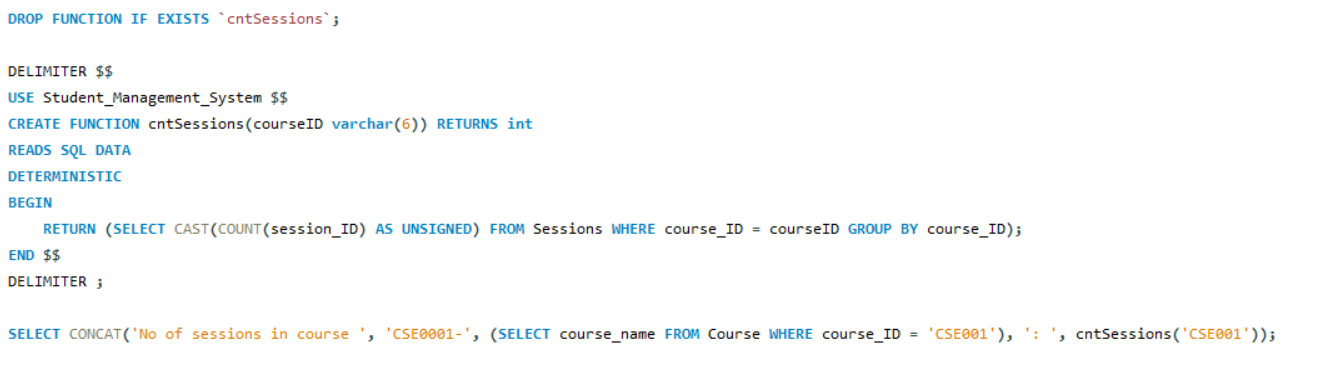 DROP FUNCTION IF EXISTS `cntSessions`;
DELIMITER $$
USE Student_Management_System $$
CREATE FUNCTION cntSessions(courseID varchar(6)) RETURNS int
READS SQL DATA
DETERMINISTIC
BEGIN
RETURN (SELECT CAST(COUNT(session_ID) AS UNSIGNED) FROM Sessions WHERE course_ID = courseID GROUP BY course_ID);
END $$
DELIMITER ;
SELECT CONCAT('No of sessions in course ', 'CSE0001-', (SELECT course_name FROM Course WHERE course_ID = 'CSE001'), ': ', cntSessions('CSE001'));